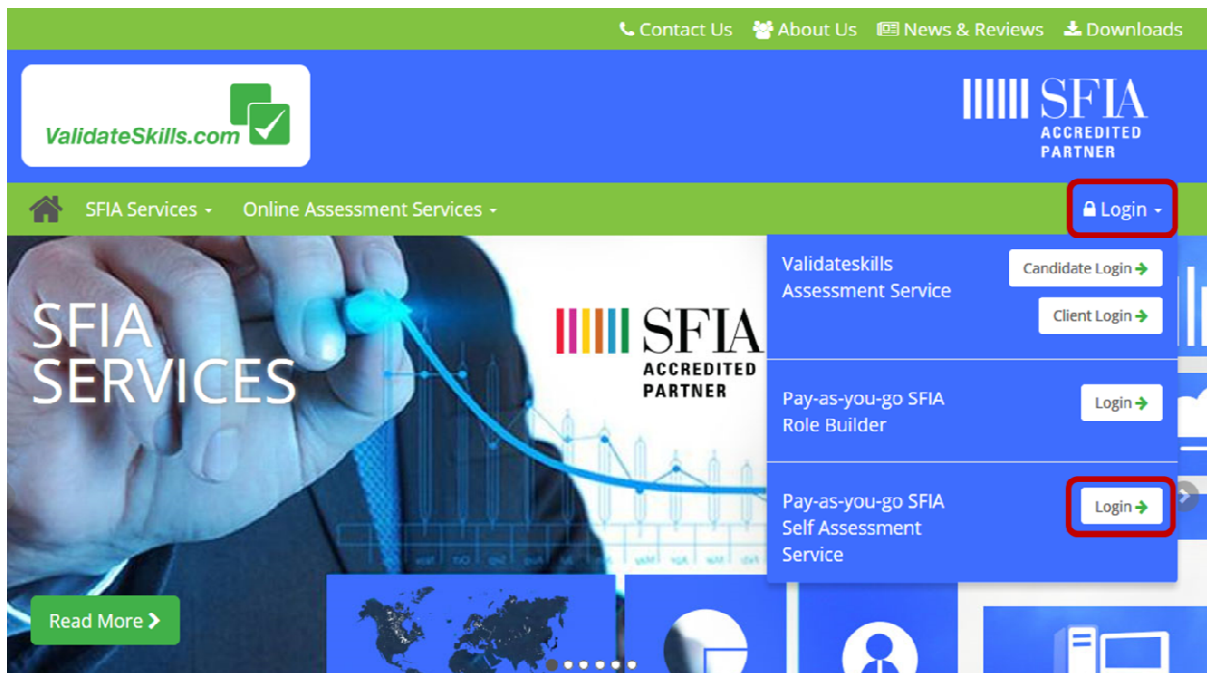 Contact Us About Us News & Reviews Downloads
ValidateSkills.com
SFIA
ACCREDITED
PARTNER
SFIA Services Online Assessment Services Login
SFIA
SERVICES
SFIA
ACCREDITED
PARTNER
Validateskills
Assessment Service
Candidate Login
Client Login
Pay-as-you-go SFIA
Role Builder
Login
Pay-as-you-go SFIA
Self Assessment
Service
Login
Read More